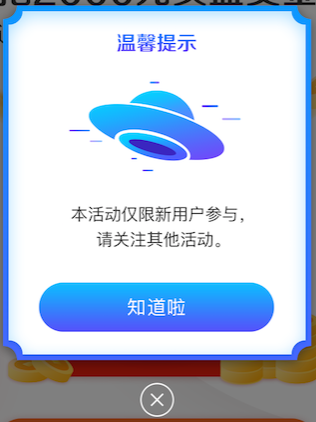 温馨提示
本活动仅限新用户参与，
请关注其他活动。
知道啦